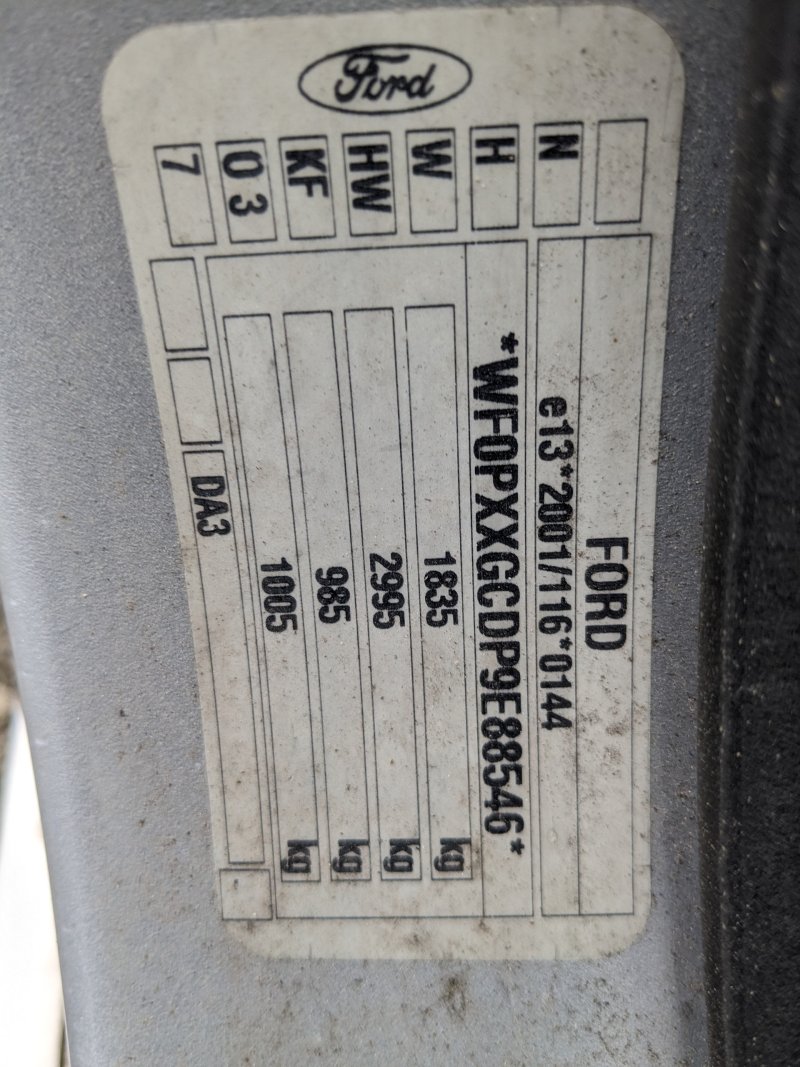 Ford
FORD
e13*2001/116*0144
*WF0PXXGCDP9E88546*
1835 kg
2995 kg
985 kg
1005 kg
DA3
N
H
W
HW
KF
03
7